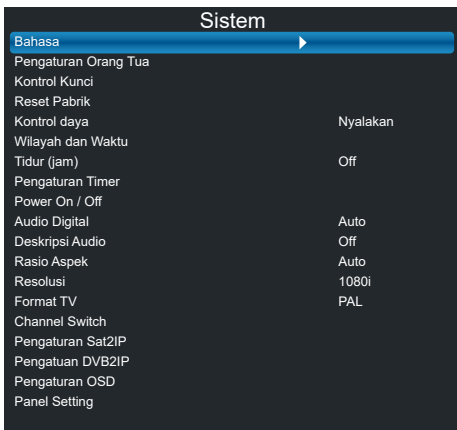 Sistem
Bahasa
Pengaturan Orang Tua
Kontrol Kunci
Reset Pabrik
Kontrol daya Nyalakan
Wilayah dan Waktu
Tidur (jam) Off
Pengaturan Timer
Power On / Off
Audio Digital Auto
Deskripsi Audio Off
Rasio Aspek Auto
Resolusi 1080i
Format TV PAL
Channel Switch
Pengaturan Sat2IP
Pengatuan DVB2IP
Pengaturan OSD
Panel Setting